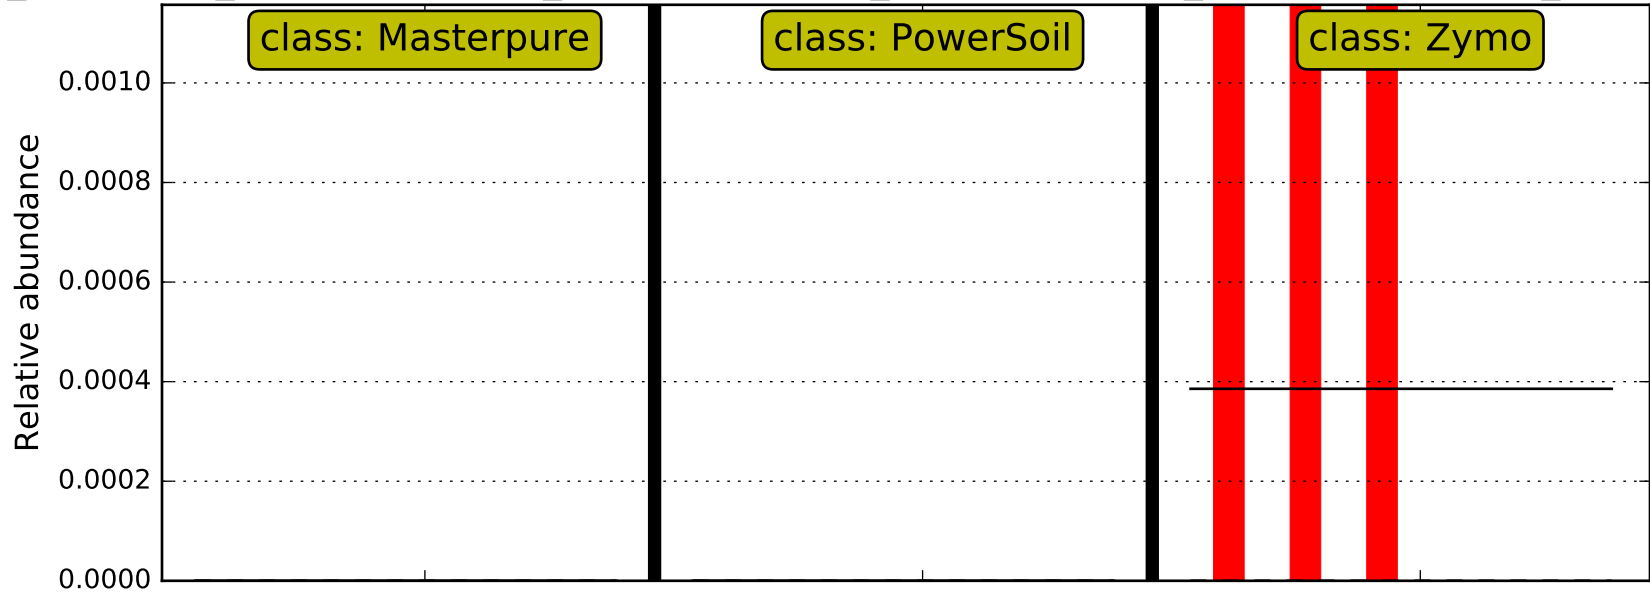 class: Masterpure
class: PowerSoil
class: Zymo
0.0010
0.0008
0.0006
0.0004
0.0002
0.0000
Relative abundance